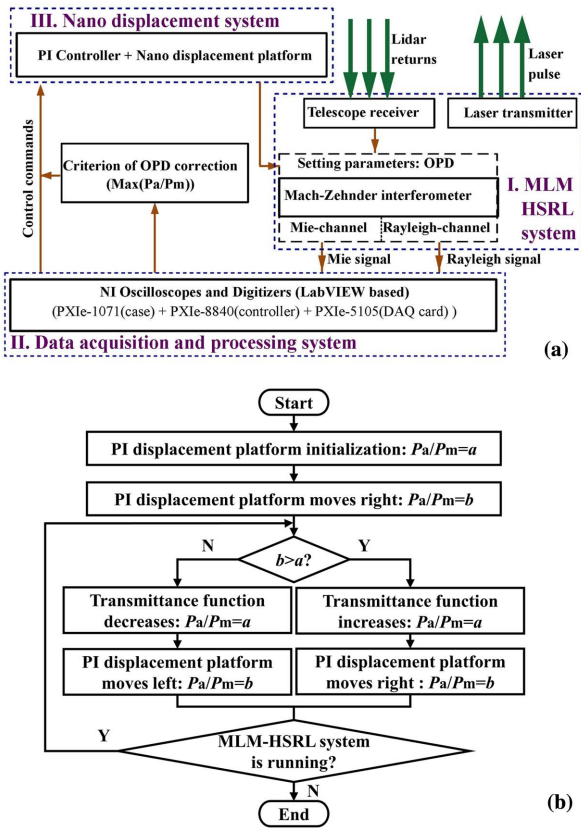 III. Nano displacement system
PI Controller + Nano displacement platform
Lidar
returns
Laser
pulse
Telescope receiver
Laser transmitter
Control commands
Criterion of OPD correction
(Max(Pa/Pm))
Setting parameters: OPD
Mach-Zehnder interferometer
Mie-channel
Rayleigh-channel
I. MLM
HSRL
system
Mie signal
Rayleigh signal
NI Oscilloscopes and Digitizers (LabVIEW based)
(PXIe-1071(case) + PXIe-8840(controller) + PXIe-5105(DAQ card) )
II. Data acquisition and processing system
(a)
Start
PI displacement platform initialization: Pa/Pm=a
PI displacement platform moves right: Pa/Pm=b
N
b>a?
Y
Transmittance function
decreases: Pa/Pm=a
Transmittance function
increases: Pa/Pm=a
PI displacement platform
moves left: Pa/Pm=b
PI displacement platform
moves right : Pa/Pm=b
Y
MLM-HSRL system
is running?
N
End
(b)